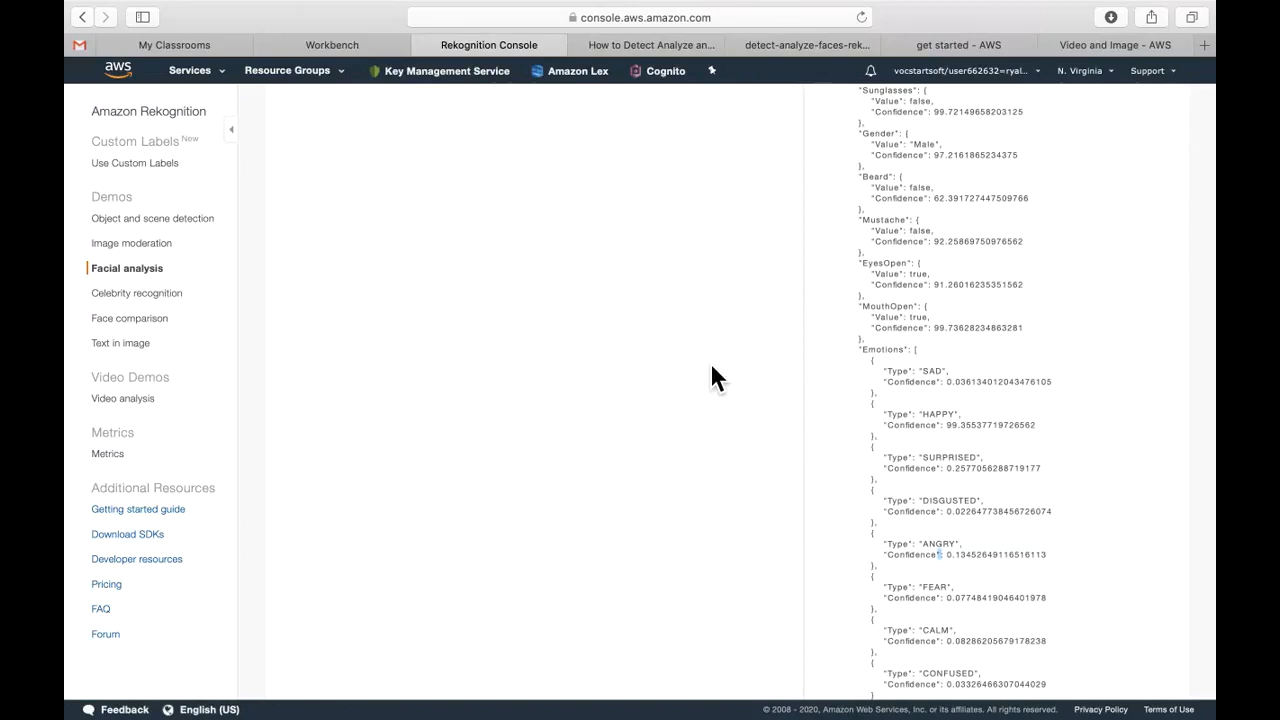 console.aws.amazon.com
My Classrooms
Workbench
Rekognition Console
How to Detect Analyze an...
detect-analyze-faces-rek...
get started - AWS
Video and Image - AWS
aws
Services
Resource Groups
Key Management Service
Amazon Lex
Cognito
vocstartsoft/user662632=ryal...
N. Virginia
Support
Amazon Rekognition
Custom Labels New
Use Custom Labels
Demos
Object and scene detection
Image moderation
Facial analysis
Celebrity recognition
Face comparison
Text in image
Video Demos
Video analysis
Metrics
Metrics
Additional Resources
Getting started guide
Download SDKs
Developer resources
Pricing
FAQ
Forum
"Sunglasses": {
"Value": false,
"Confidence": 99.72149658203125
},
"Gender": {
"Value": "Male",
"Confidence": 97.2161865234375
},
"Beard": {
"Value": false,
"Confidence": 62.391727447509766
},
"Mustache": {
"Value": false,
"Confidence": 92.25869750976562
},
"EyesOpen": {
"Value": true,
"Confidence": 91.26016235351562
},
"MouthOpen": {
"Value": true,
"Confidence": 99.73628234863281
},
"Emotions": [
{
"Type": "SAD",
"Confidence": 0.036134012043476105
},
{
"Type": "HAPPY",
"Confidence": 99.35537719726562
},
{
"Type": "SURPRISED",
"Confidence": 0.2577056288719177
},
{
"Type": "DISGUSTED",
"Confidence": 0.022647738456726074
},
{
"Type": "ANGRY",
"Confidence": 0.13452649116516113
},
{
"Type": "FEAR",
"Confidence": 0.07748419046401978
},
{
"Type": "CALM",
"Confidence": 0.08286205679178238
},
{
"Type": "CONFUSED",
"Confidence": 0.03326466307044029
}
Feedback
English (US)
© 2008 - 2020, Amazon Web Services, Inc. or its affiliates. All rights reserved.
Privacy Policy
Terms of Use